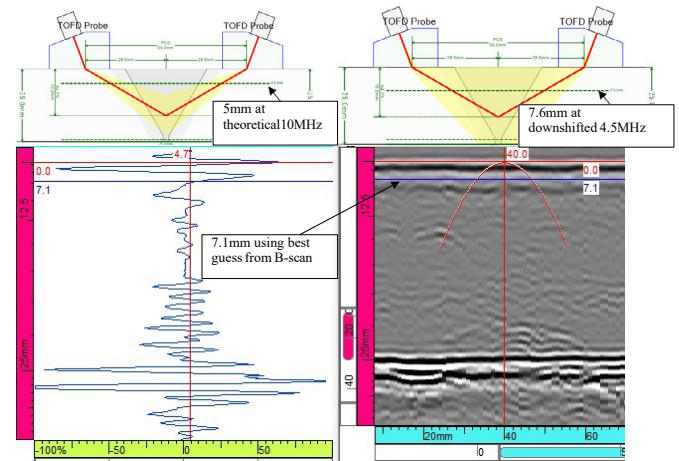 TOFD Probe
TOFD Probe
TOFD Probe
TOFD Probe
PCS
PCS
5mm at
theoretical10MHz
7.6mm at
downshifted 4.5MHz
4.7
40.0
0.0
0.0
7.1
7.1
12.5
12.5
7.1mm using best
guess from B-scan
25mm
25mm
20
40
-100%
-50
0
50
20mm
40
60
0